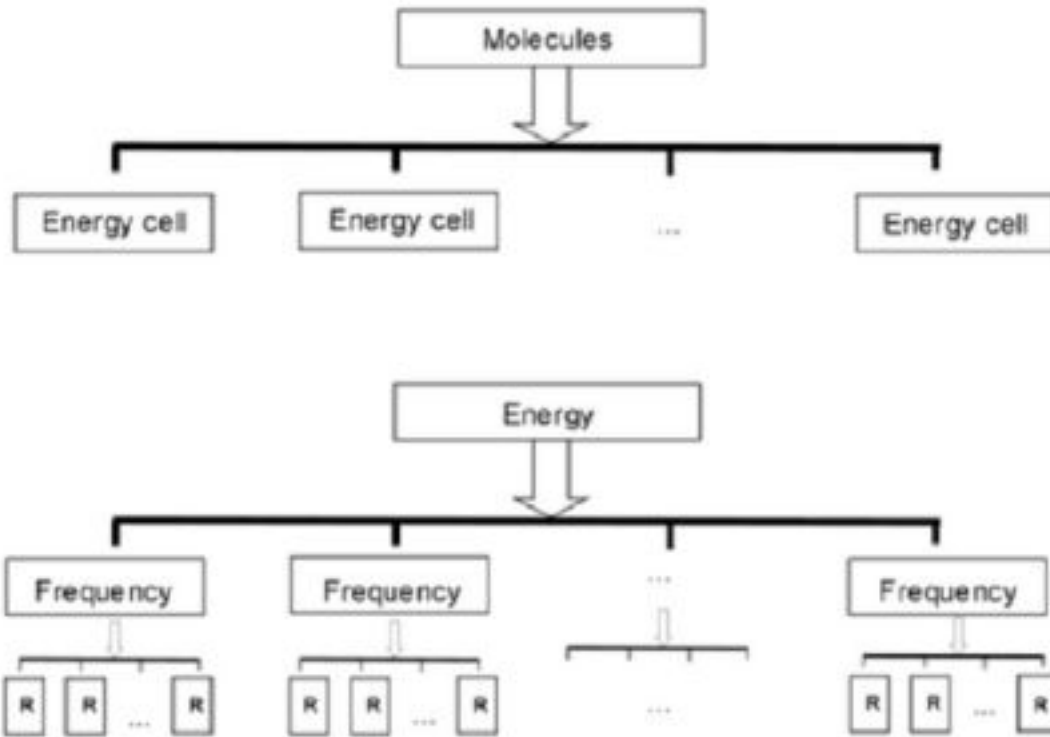 Molecules
Energy cell Energy cell ... Energy cell
Energy
Frequency Frequency ... Frequency
R R ... R R R ... R ... R R ... R